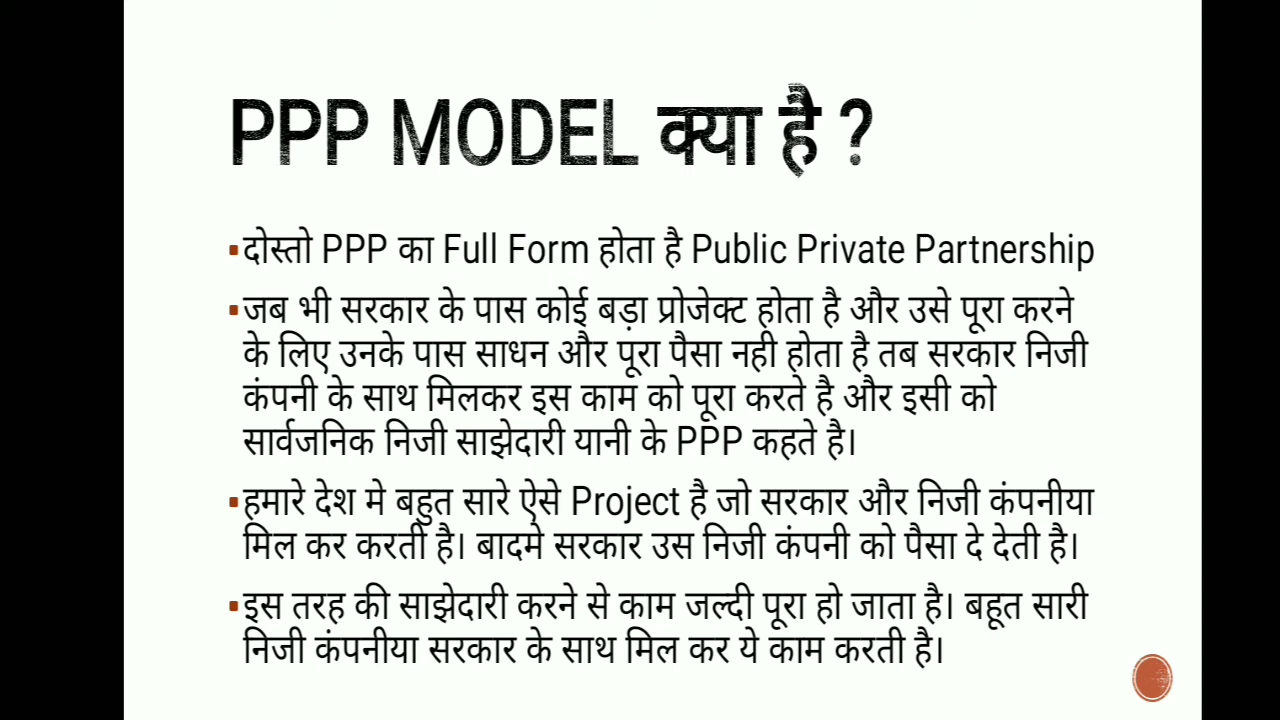 PPP MODEL क्या है ?
▪दोस्तो PPP का Full Form होता है Public Private Partnership
▪जब भी सरकार के पास कोई बड़ा प्रोजेक्ट होता है और उसे पूरा करने
के लिए उनके पास साधन और पूरा पैसा नही होता है तब सरकार निजी
कंपनी के साथ मिलकर इस काम को पूरा करते है और इसी को
सार्वजनिक निजी साझेदारी यानी के PPP कहते है।
▪हमारे देश मे बहुत सारे ऐसे Project है जो सरकार और निजी कंपनीया
मिल कर करती है। बादमे सरकार उस निजी कंपनी को पैसा दे देती है।
▪इस तरह की साझेदारी करने से काम जल्दी पूरा हो जाता है। बहूत सारी
निजी कंपनीया सरकार के साथ मिल कर ये काम करती है।